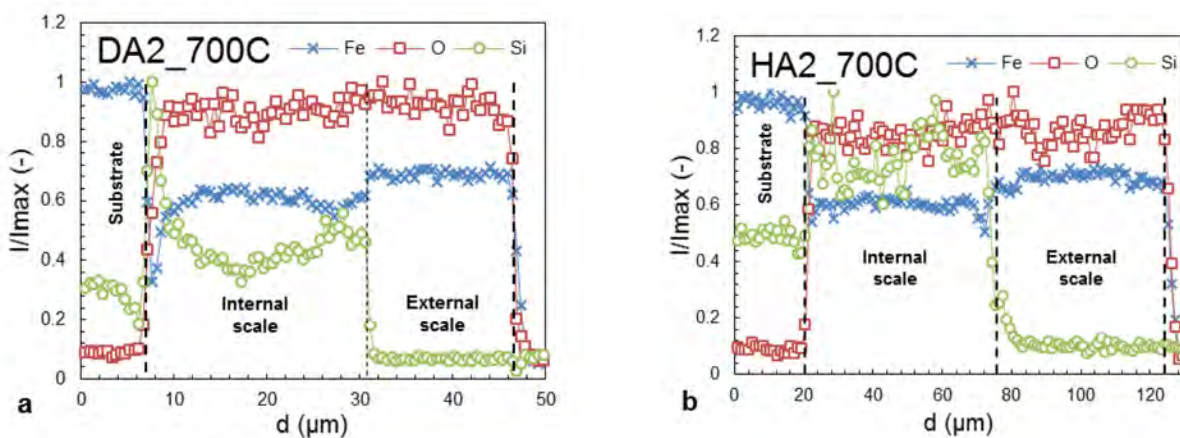 DA2_700C
Fe O Si
1.2
1
0.8
0.6
0.4
0.2
0
I/Imax (-)
Substrate
Internal
scale
External
scale
0 10 20 30 40 50
d (µm)
a
HA2_700C
Fe O Si
1.2
1
0.8
0.6
0.4
0.2
0
I/Imax (-)
Substrate
Internal
scale
External
scale
0 20 40 60 80 100 120
d (µm)
b